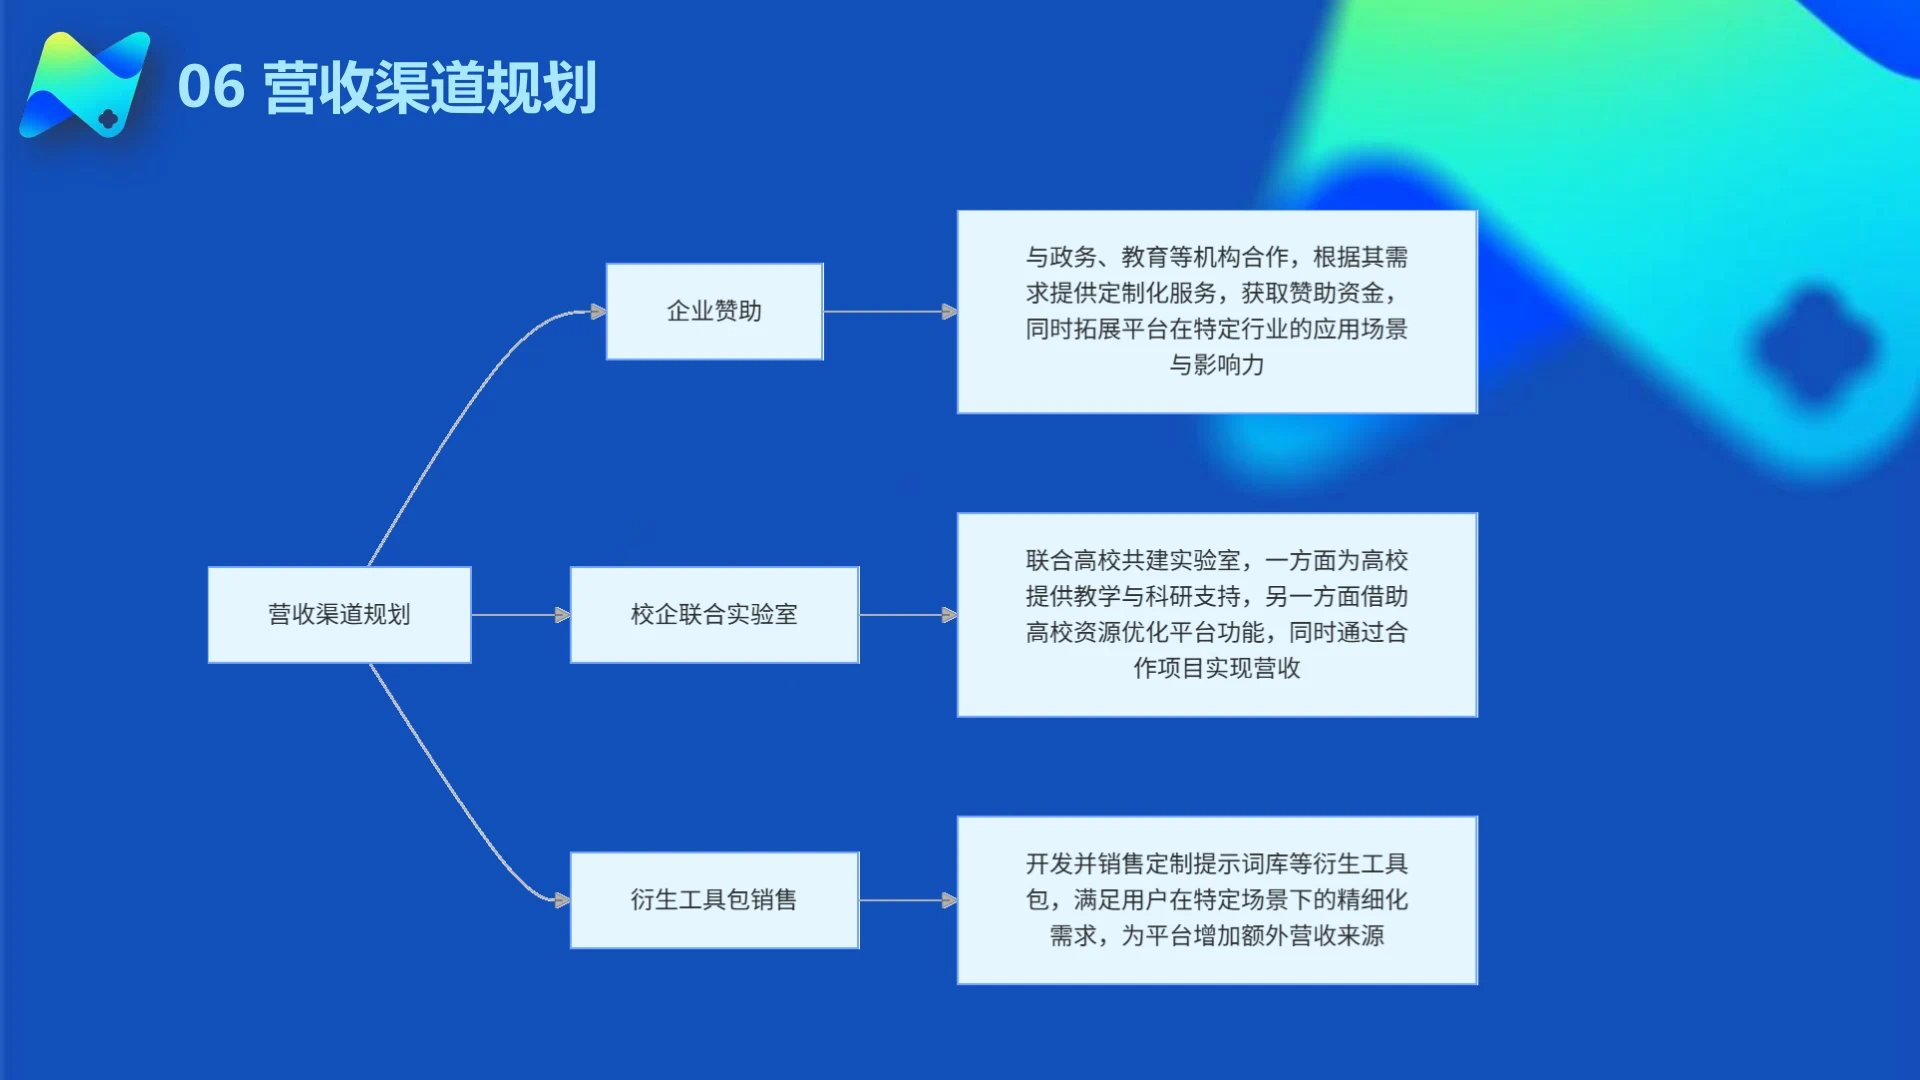 06 营收渠道规划
企业赞助
与政务、教育等机构合作，根据其需
求提供定制化服务，获取赞助资金，
同时拓展平台在特定行业的应用场景
与影响力
营收渠道规划
校企联合实验室
联合高校共建实验室，一方面为高校
提供教学与科研支持，另一方面借助
高校资源优化平台功能，同时通过合
作项目实现营收
衍生工具包销售
开发并销售定制提示词库等衍生工具
包，满足用户在特定场景下的精细化
需求，为平台增加额外营收来源